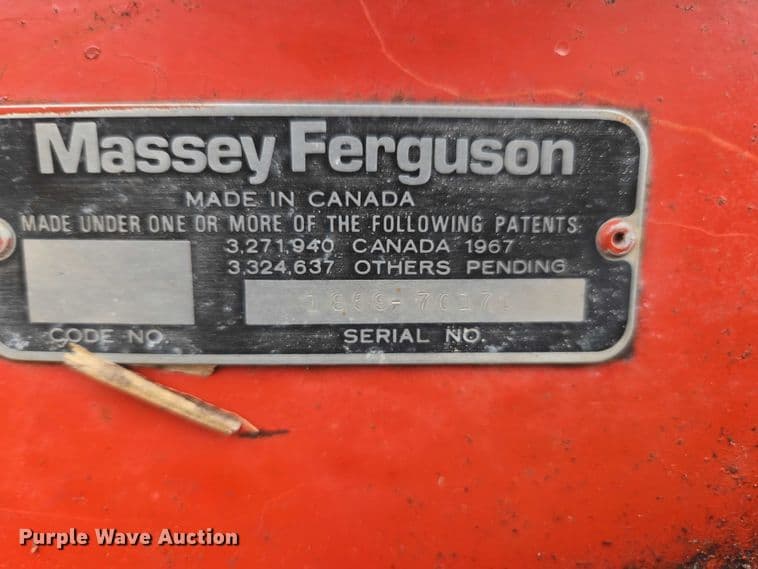 Massey Ferguson
MADE IN CANADA
MADE UNDER ONE OR MORE OF THE FOLLOWING PATENTS
3,271,940 CANADA 1967
3,324,637 OTHERS PENDING
CODE NO.
SERIAL NO.
Purple Wave Auction®